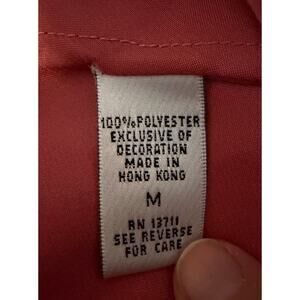 100% POLYESTER
EXCLUSIVE OF
DECORATION
MADE IN
HONG KONG
M
RN 13711
SEE REVERSE
FOR CARE